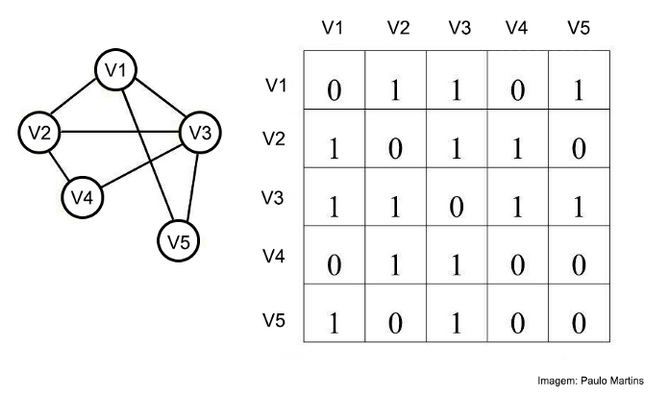 V1
V2
V3
V4
V5
V1 V2 V3 V4 V5
V1 0 1 1 0 1
V2 1 0 1 1 0
V3 1 1 0 1 1
V4 0 1 1 0 0
V5 1 0 1 0 0
Imagem: Paulo Martins